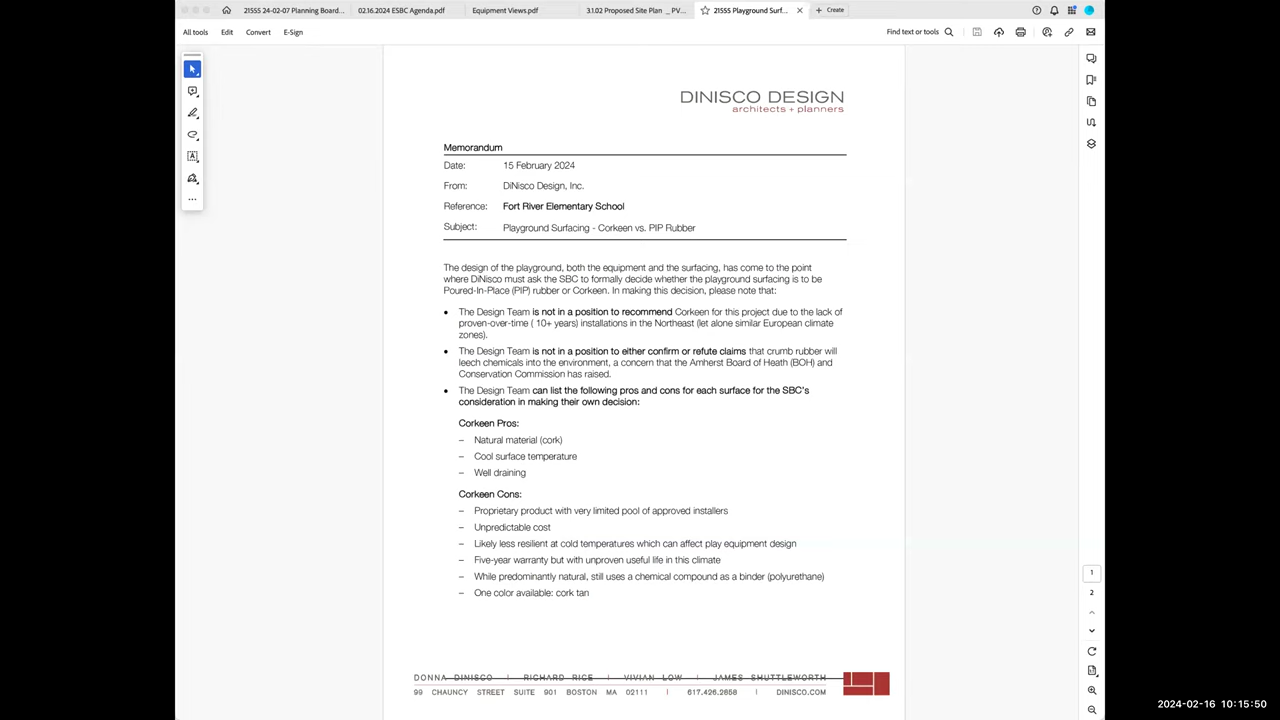 21555 24-02-07 Planning Board...
02.16.2024 ESBC Agenda.pdf
Equipment Views.pdf
3.1.02 Proposed Site Plan _ PV...
21555 Playground Surf...
Create
All tools
Edit
Convert
E-Sign
Find text or tools
DINISCO DESIGN
architects + planners
Memorandum
Date: 15 February 2024
From: DiNisco Design, Inc.
Reference: Fort River Elementary School
Subject: Playground Surfacing - Corkeen vs. PIP Rubber
The design of the playground, both the equipment and the surfacing, has come to the point
where DiNisco must ask the SBC to formally decide whether the playground surfacing is to be
Poured-In-Place (PIP) rubber or Corkeen. In making this decision, please note that:
• The Design Team is not in a position to recommend Corkeen for this project due to the lack of
proven-over-time ( 10+ years) installations in the Northeast (let alone similar European climate
zones).
• The Design Team is not in a position to either confirm or refute claims that crumb rubber will
leech chemicals into the environment, a concern that the Amherst Board of Heath (BOH) and
Conservation Commission has raised.
• The Design Team can list the following pros and cons for each surface for the SBC's
consideration in making their own decision:
Corkeen Pros:
– Natural material (cork)
– Cool surface temperature
– Well draining
Corkeen Cons:
– Proprietary product with very limited pool of approved installers
– Unpredictable cost
– Likely less resilient at cold temperatures which can affect play equipment design
– Five-year warranty but with unproven useful life in this climate
– While predominantly natural, still uses a chemical compound as a binder (polyurethane)
– One color available: cork tan
DONNA DINISCO | RICHARD RICE | VIVIAN LOW | JAMES SHUTTLEWORTH
99 CHAUNCY STREET SUITE 901 BOSTON MA 02111 | 617.426.2858 | DINISCO.COM
1
2
2024-02-16 10:15:50